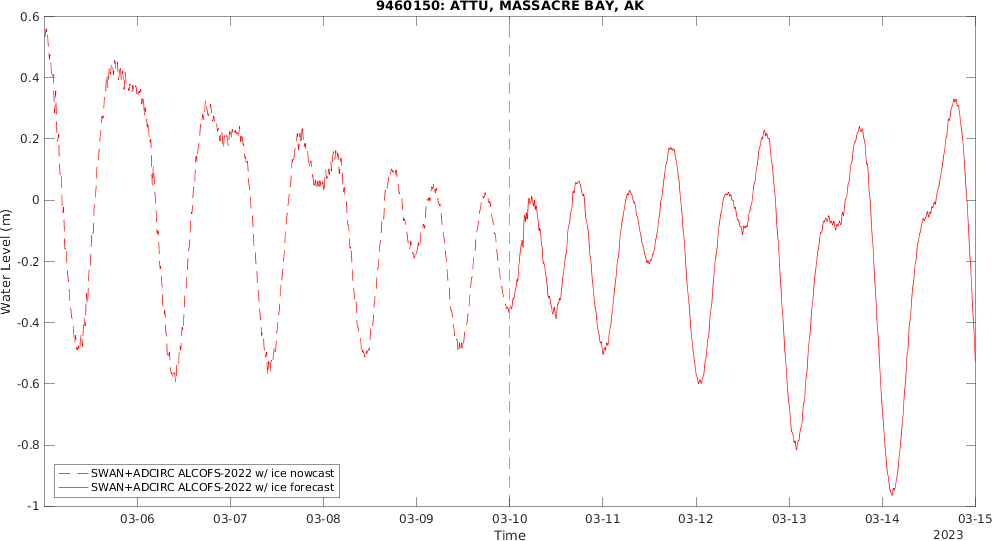 9460150: ATTU, MASSACRE BAY, AK
0.6
0.4
0.2
0
-0.2
-0.4
-0.6
-0.8
-1
Water Level (m)
SWAN+ADCIRC ALCOFS-2022 w/ ice nowcast
SWAN+ADCIRC ALCOFS-2022 w/ ice forecast
03-06 03-07 03-08 03-09 03-10 03-11 03-12 03-13 03-14 03-15
Time
2023